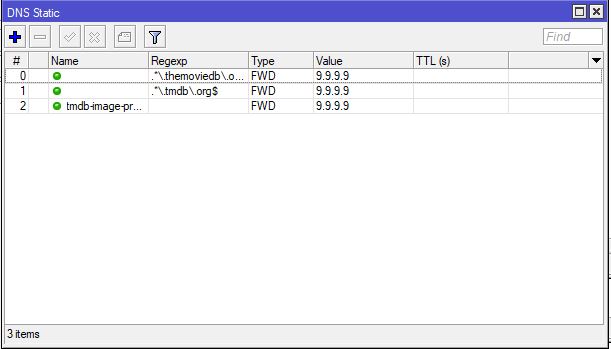 DNS Static
Find
# Name Regexp Type Value TTL (s)
0 .*\.themoviedb\.o... FWD 9.9.9.9
1 .*\.tmdb\.org$ FWD 9.9.9.9
2 tmdb-image-pr... FWD 9.9.9.9
3 items